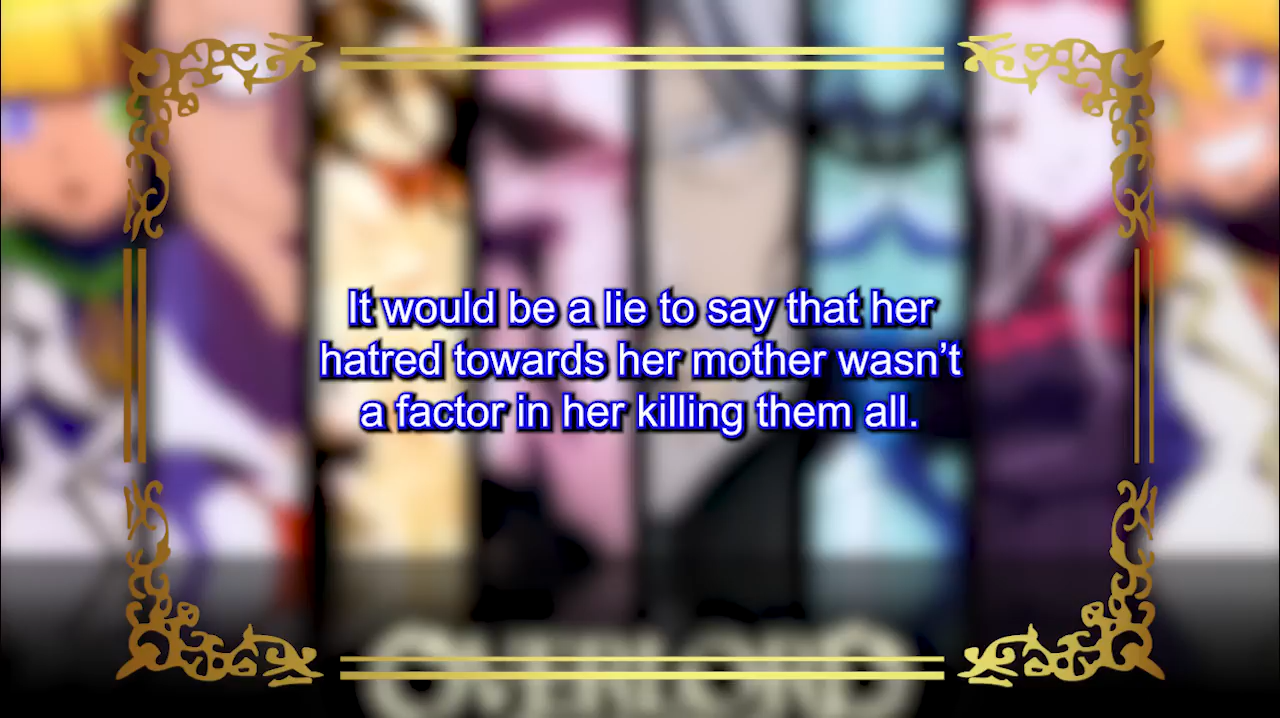 It would be a lie to say that her
hatred towards her mother wasn’t
a factor in her killing them all.
OVERLORD